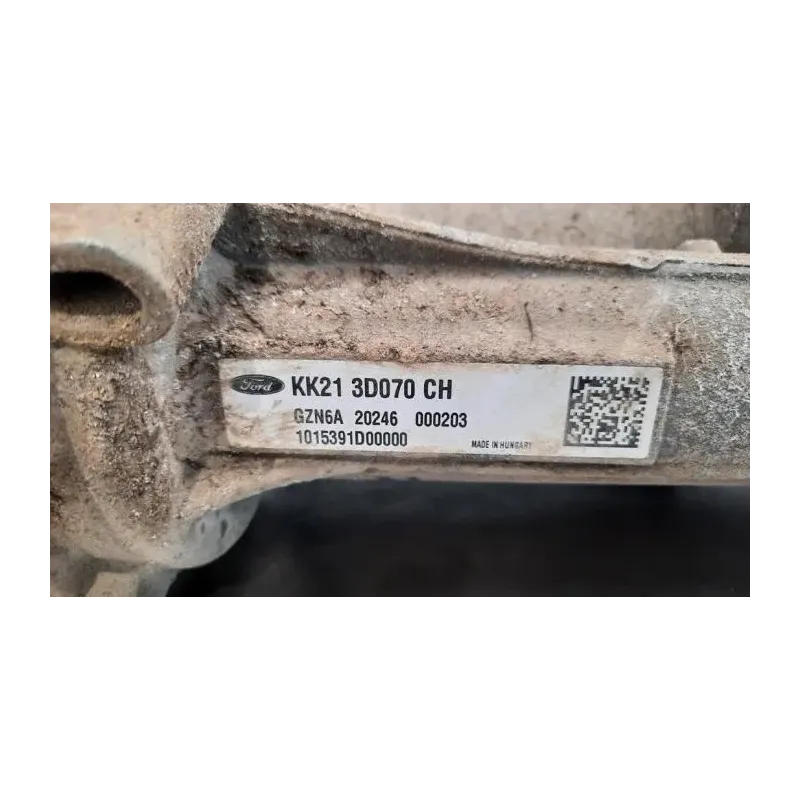 Ford KK21 3D070 CH
GZN6A 20246 000203
1015391D00000 MADE IN HUNGARY